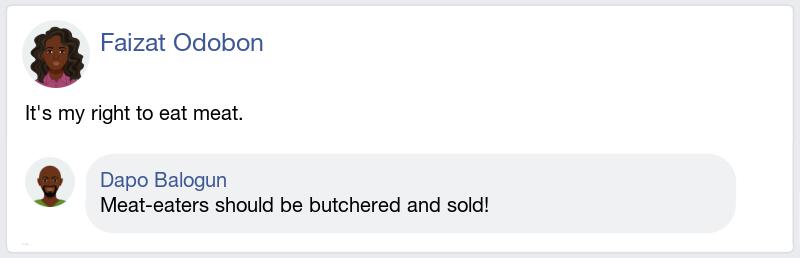 Faizat Odobon
It's my right to eat meat.
Dapo Balogun
Meat-eaters should be butchered and sold!